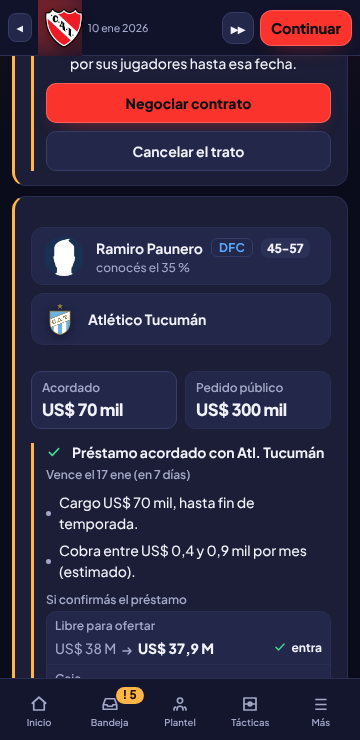 10 ene 2026
Continuar
por sus jugadores hasta esa fecha.
Negociar contrato
Cancelar el trato
Ramiro Paunero DFC 45–57
conocés el 35 %
Atlético Tucumán
Acordado
US$ 70 mil
Pedido público
US$ 300 mil
Préstamo acordado con Atl. Tucumán
Vence el 17 ene (en 7 días)
Cargo US$ 70 mil, hasta fin de
temporada.
Cobra entre US$ 0,4 y 0,9 mil por mes
(estimado).
Si confirmás el préstamo
Libre para ofertar
US$ 38 M → US$ 37,9 M entra
! 5
Inicio
Bandeja
Plantel
Tácticas
Más